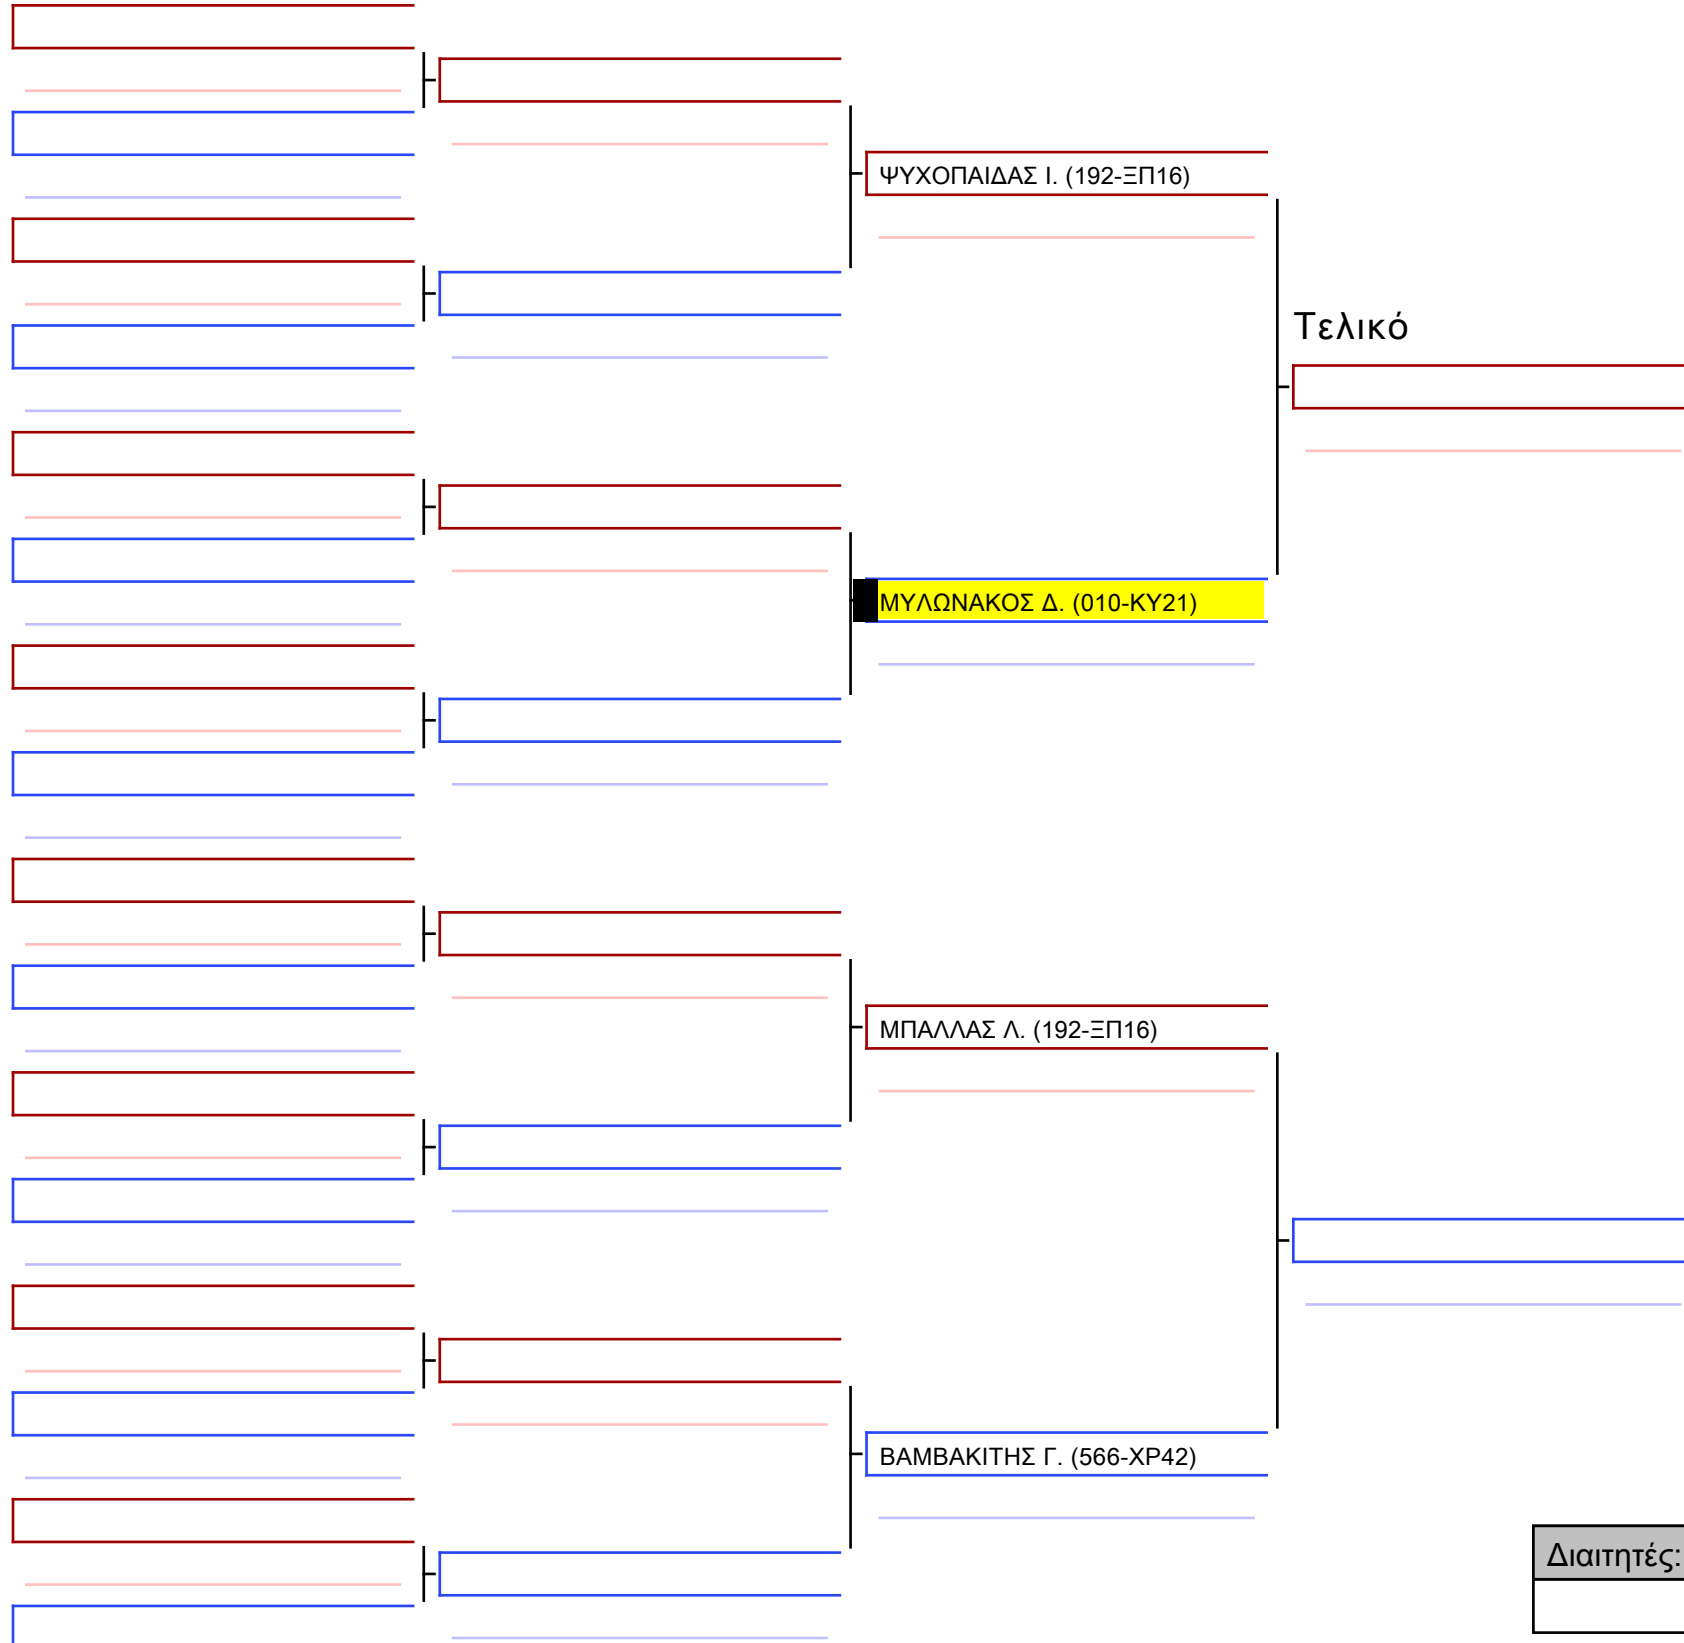 ΨΥΧΟΠΑΙΔΑΣ Ι. (192-ΞΠ16)
Τελικό
ΜΥΛΩΝΑΚΟΣ Δ. (010-ΚΥ21)
ΜΠΑΛΛΑΣ Λ. (192-ΞΠ16)
ΒΑΜΒΑΚΙΤΗΣ Γ. (566-ΧΡ42)
Διαιτητές: